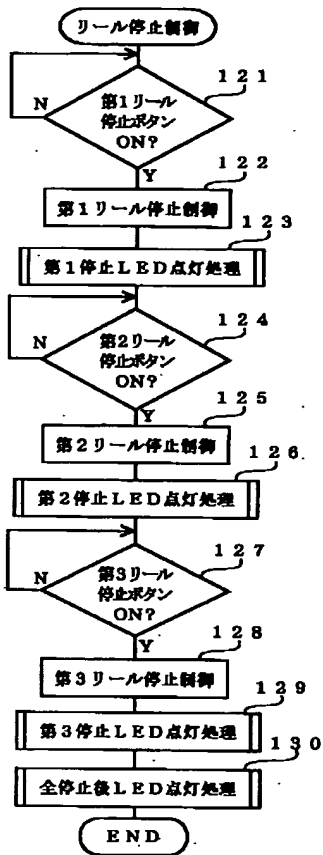 リール停止制御
121
第1リール
停止ボタン
ON?
N
Y
122
第1リール停止制御
123
第1停止LED点灯処理
124
第2リール
停止ボタン
ON?
N
Y
125
第2リール停止制御
126
第2停止LED点灯処理
127
第3リール
停止ボタン
ON?
N
Y
128
第3リール停止制御
129
第3停止LED点灯処理
130
全停止後LED点灯処理
END